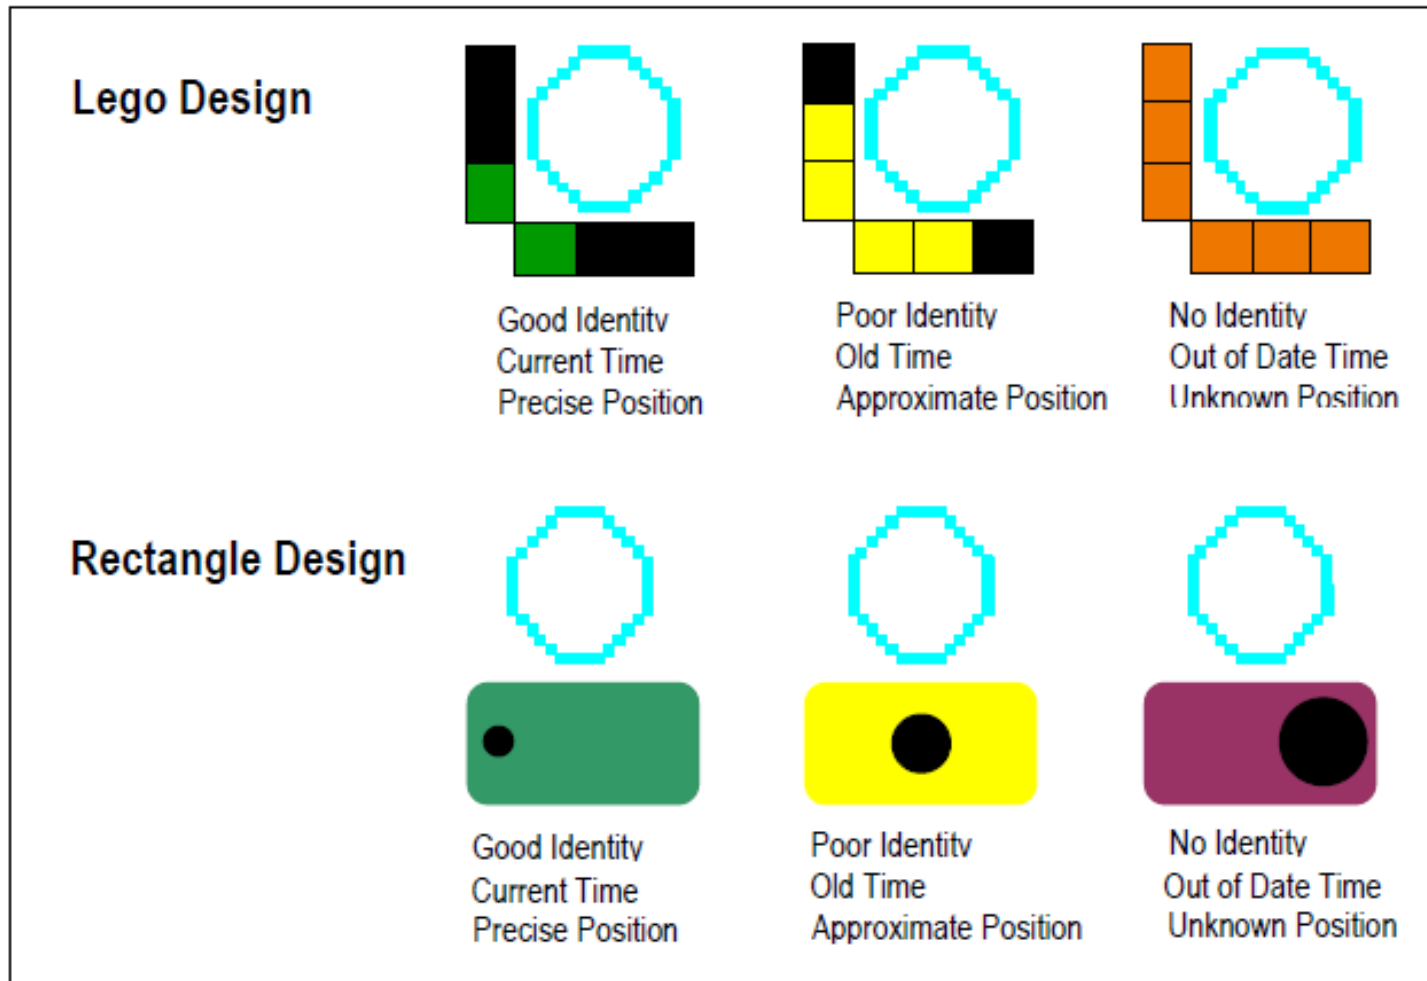 Lego Design
Good Identity
Current Time
Precise Position
Poor Identity
Old Time
Approximate Position
No Identity
Out of Date Time
Unknown Position
Rectangle Design
Good Identity
Current Time
Precise Position
Poor Identity
Old Time
Approximate Position
No Identity
Out of Date Time
Unknown Position